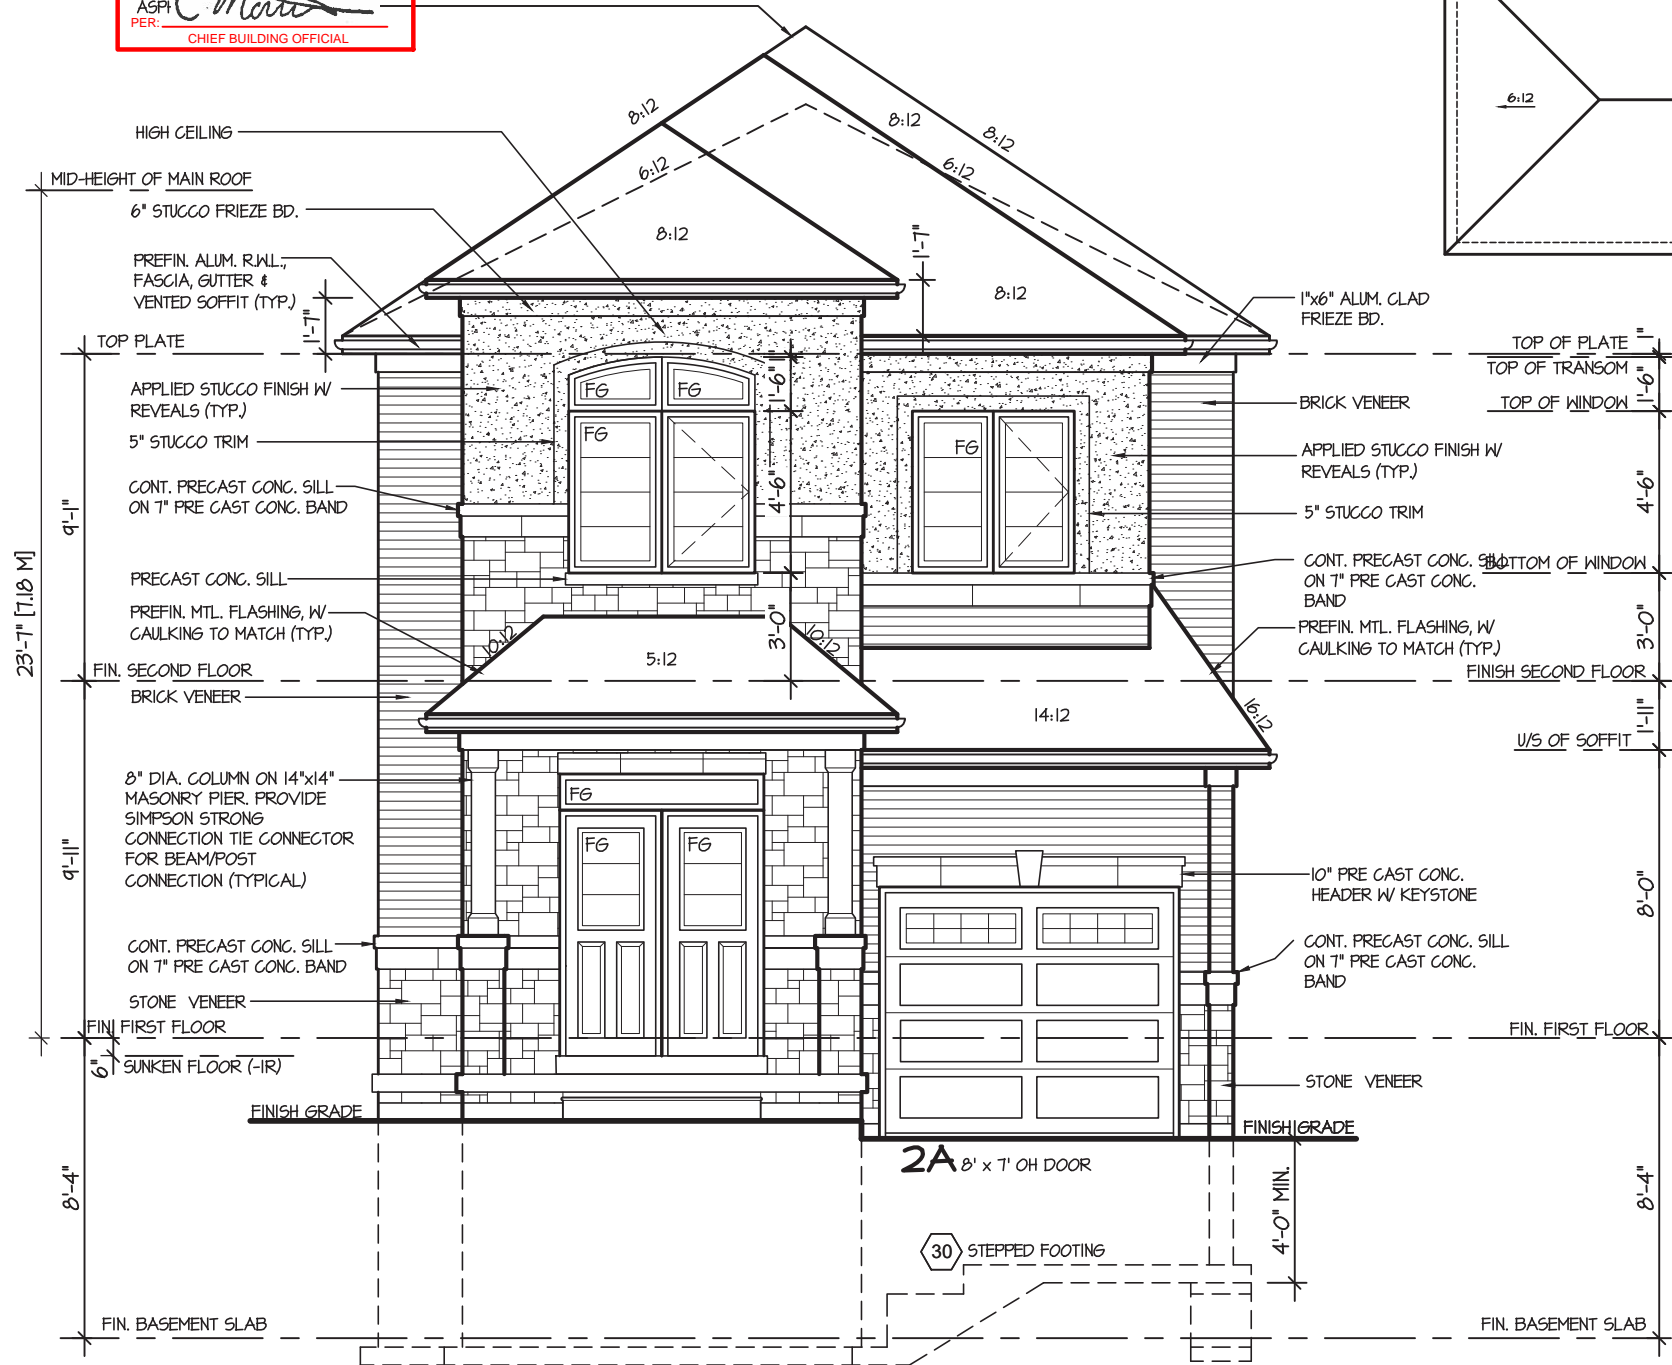 ASPH
PER:
CHIEF BUILDING OFFICIAL
HIGH CEILING
MID-HEIGHT OF MAIN ROOF
6" STUCCO FRIEZE BD.
PREFIN. ALUM. R.W.L.,
FASCIA, GUTTER &
VENTED SOFFIT (TYP.)
1'-7"
TOP PLATE
APPLIED STUCCO FINISH W/
REVEALS (TYP.)
5" STUCCO TRIM
CONT. PRECAST CONC. SILL
ON 7" PRE CAST CONC. BAND
9'-1"
23'-7" [7.18 M]
PRECAST CONC. SILL
PREFIN. MTL. FLASHING, W/
CAULKING TO MATCH (TYP.)
FIN. SECOND FLOOR
BRICK VENEER
8" DIA. COLUMN ON 14"x14"
MASONRY PIER. PROVIDE
SIMPSON STRONG
CONNECTION TIE CONNECTOR
FOR BEAM/POST
CONNECTION (TYPICAL)
9'-11"
CONT. PRECAST CONC. SILL
ON 7" PRE CAST CONC. BAND
STONE VENEER
FIN. FIRST FLOOR
6"
SUNKEN FLOOR (-1R)
FINISH GRADE
8'-4"
FIN. BASEMENT SLAB
8:12
8:12
8:12
6:12
6:12
8:12
1'-7"
8:12
FG
FG
FG
FG
1"
1'-6"
4'-6"
3'-0"
10:12
10:12
5:12
14:12
16:12
FG
FG
FG
2A 8' x 7' OH DOOR
30 STEPPED FOOTING
4'-0" MIN.
6:12
1"x6" ALUM. CLAD
FRIEZE BD.
TOP OF PLATE
1"
TOP OF TRANSOM
1'-6"
BRICK VENEER
TOP OF WINDOW
APPLIED STUCCO FINISH W/
REVEALS (TYP.)
4'-6"
5" STUCCO TRIM
CONT. PRECAST CONC. SILL
ON 7" PRE CAST CONC.
BAND
BOTTOM OF WINDOW
3'-0"
PREFIN. MTL. FLASHING, W/
CAULKING TO MATCH (TYP.)
FINISH SECOND FLOOR
1'-11"
U/S OF SOFFIT
10" PRE CAST CONC.
HEADER W/ KEYSTONE
8'-0"
CONT. PRECAST CONC. SILL
ON 7" PRE CAST CONC.
BAND
FIN. FIRST FLOOR
STONE VENEER
FINISH GRADE
8'-4"
FIN. BASEMENT SLAB